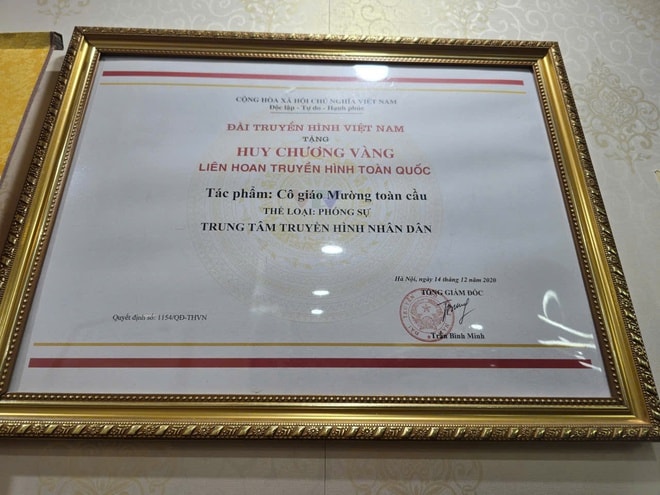 CỘNG HÒA XÃ HỘI CHỦ NGHĨA VIỆT NAM
Độc lập - Tự do - Hạnh phúc
ĐÀI TRUYỀN HÌNH VIỆT NAM
TẶNG
HUY CHƯƠNG VÀNG
LIÊN HOAN TRUYỀN HÌNH TOÀN QUỐC
Tác phẩm: Cô giáo Mường toàn cầu
THỂ LOẠI: PHÓNG SỰ
TRUNG TÂM TRUYỀN HÌNH NHÂN DÂN
Hà Nội, ngày 14 tháng 12 năm 2020
TỔNG GIÁM ĐỐC
Quyết định số: 1154/QĐ-THVN
Trần Bình Minh